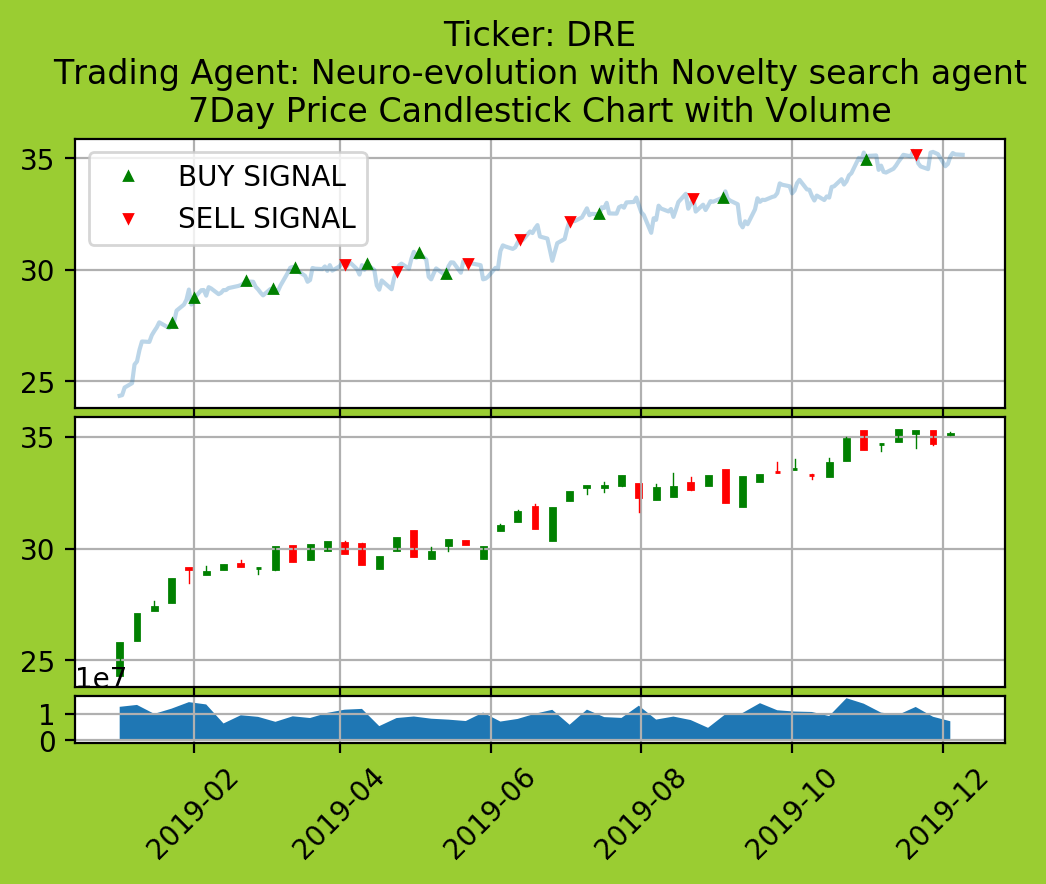 Ticker: DRE
Trading Agent: Neuro-evolution with Novelty search agent
7Day Price Candlestick Chart with Volume
BUY SIGNAL
SELL SIGNAL
35
30
25
35
30
25
1e7
1
0
2019-02
2019-04
2019-06
2019-08
2019-10
2019-12